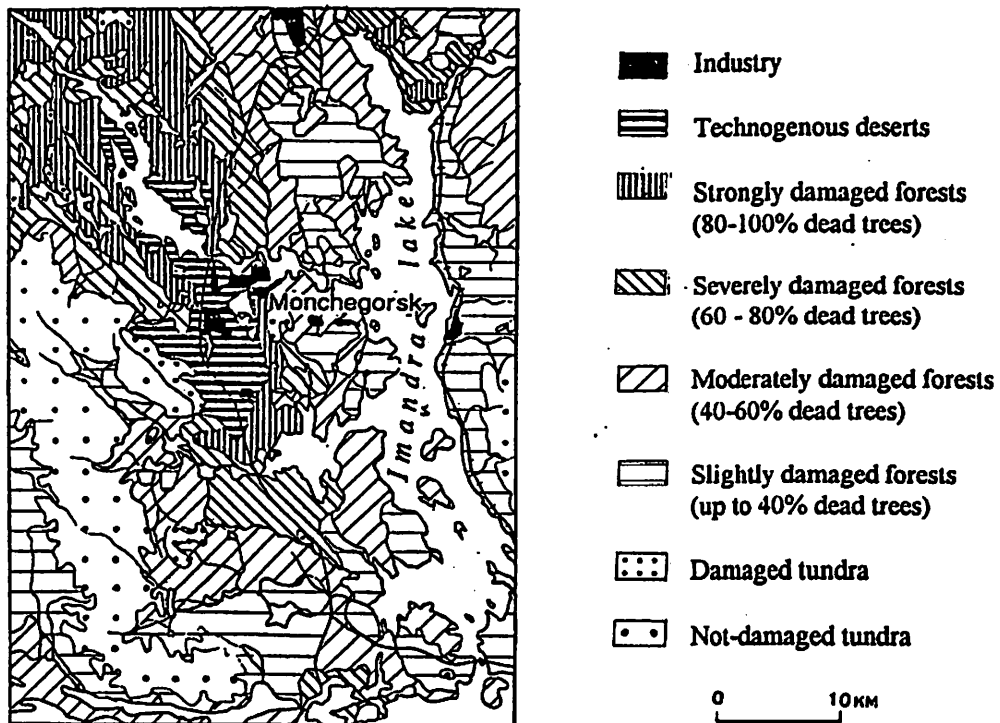 Monchegorsk
Imandra lake
Industry
Technogenous deserts
Strongly damaged forests
(80-100% dead trees)
Severely damaged forests
(60 - 80% dead trees)
Moderately damaged forests
(40-60% dead trees)
Slightly damaged forests
(up to 40% dead trees)
Damaged tundra
Not-damaged tundra
0 10 KM